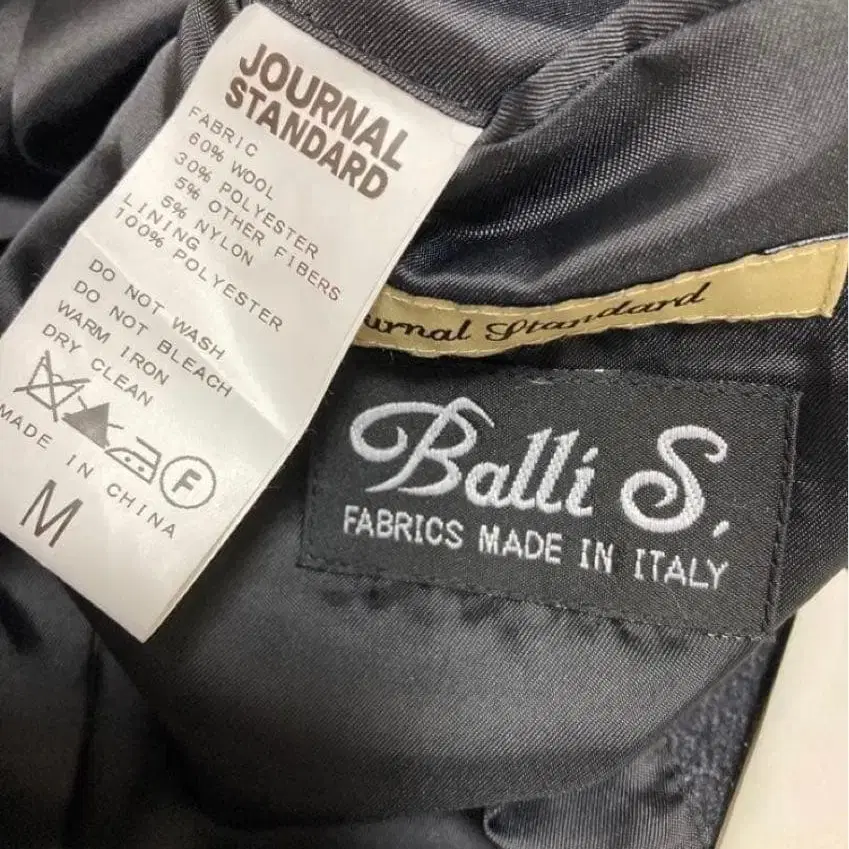 JOURNAL
STANDARD
FABRIC
60% WOOL
30% POLYESTER
5% OTHER FIBERS
5% NYLON
LINING
100% POLYESTER
DO NOT WASH
DO NOT BLEACH
WARM IRON
DRY CLEAN
F
MADE IN CHINA
M
urnal Standard
Balli S.
FABRICS MADE IN ITALY